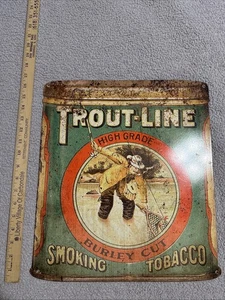 TROUT-LINE
HIGH GRADE
BURLEY CUT
SMOKING TOBACCO